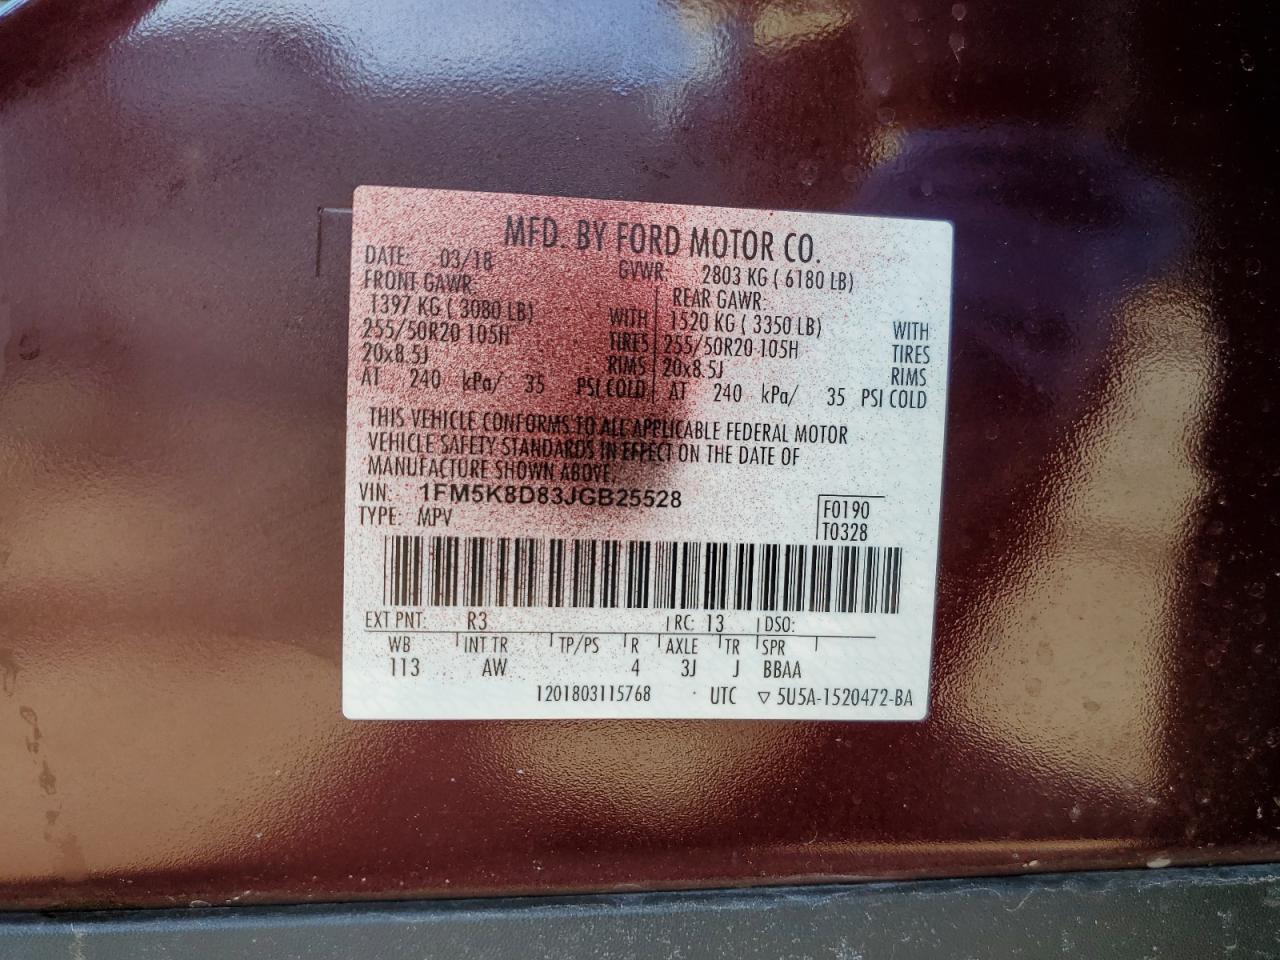 MFD. BY FORD MOTOR CO.
DATE: 03/18 GVWR: 2803 KG ( 6180 LB)
FRONT GAWR: REAR GAWR:
1397 KG ( 3080 LB) WITH 1520 KG ( 3350 LB) WITH
255/50R20 105H TIRES 255/50R20 105H TIRES
20x8.5J RIMS 20x8.5J RIMS
AT 240 kPa/ 35 PSI COLD AT 240 kPa/ 35 PSI COLD
THIS VEHICLE CONFORMS TO ALL APPLICABLE FEDERAL MOTOR
VEHICLE SAFETY STANDARDS IN EFFECT ON THE DATE OF
MANUFACTURE SHOWN ABOVE.
VIN: 1FM5K8D83JGB25528
TYPE: MPV
F0190
T0328
EXT PNT: R3 RC: 13 DSO:
WB INT TR TP/PS R AXLE TR SPR
113 AW 4 3J J BBAA
1201803115768 UTC ▽ 5U5A-1520472-BA